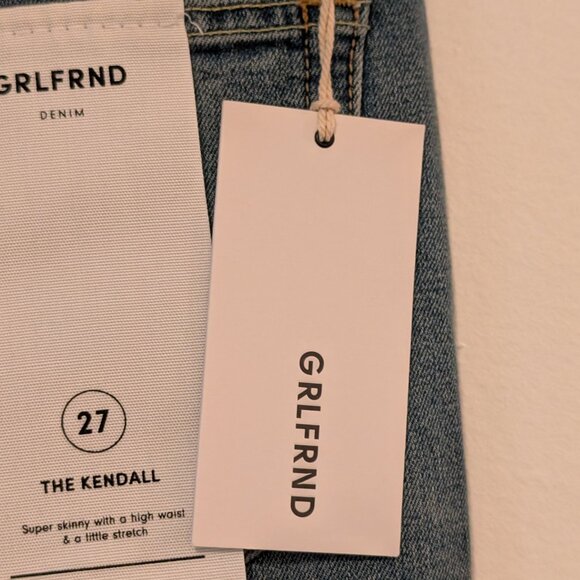 GRLFRND
DENIM
27
THE KENDALL
Super skinny with a high waist
& a little stretch
GRLFRND